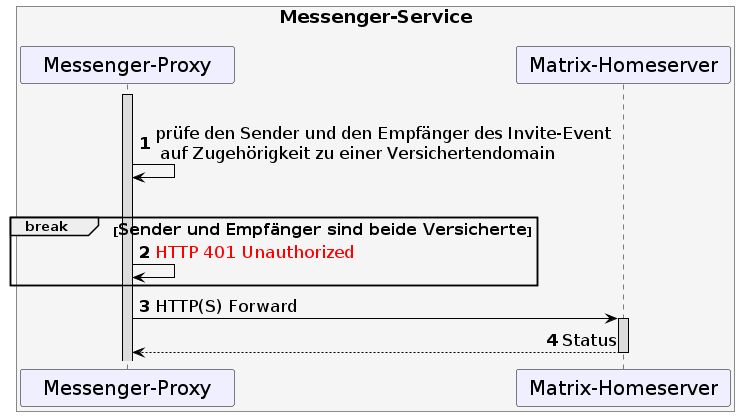 Messenger-Service
Messenger-Proxy Matrix-Homeserver
1 prüfe den Sender und den Empfänger des Invite-Event
auf Zugehörigkeit zu einer Versichertendomain
break [Sender und Empfänger sind beide Versicherte]
2 HTTP 401 Unauthorized
3 HTTP(S) Forward
4 Status
Messenger-Proxy Matrix-Homeserver